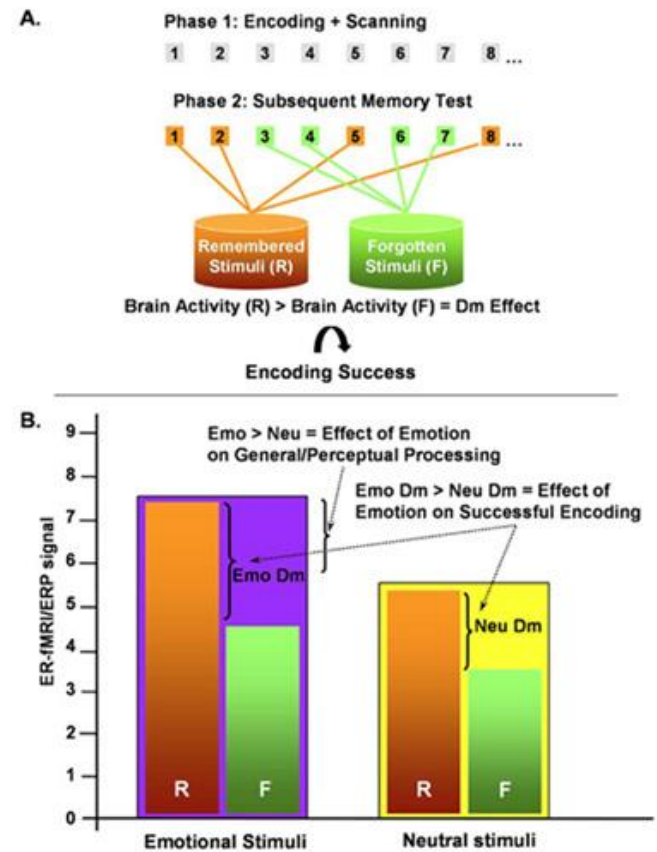 A.
Phase 1: Encoding + Scanning
1 2 3 4 5 6 7 8 ...
Phase 2: Subsequent Memory Test
1 2 3 4 5 6 7 8 ...
Remembered
Stimuli (R)
Forgotten
Stimuli (F)
Brain Activity (R) > Brain Activity (F) = Dm Effect
Encoding Success
B.
Emo > Neu = Effect of Emotion
on General/Perceptual Processing
Emo Dm > Neu Dm = Effect of
Emotion on Successful Encoding
ER-fMRI/ERP signal
9
8
7
6
5
4
3
2
1
0
Emo Dm
Neu Dm
R
F
R
F
Emotional Stimuli
Neutral stimuli